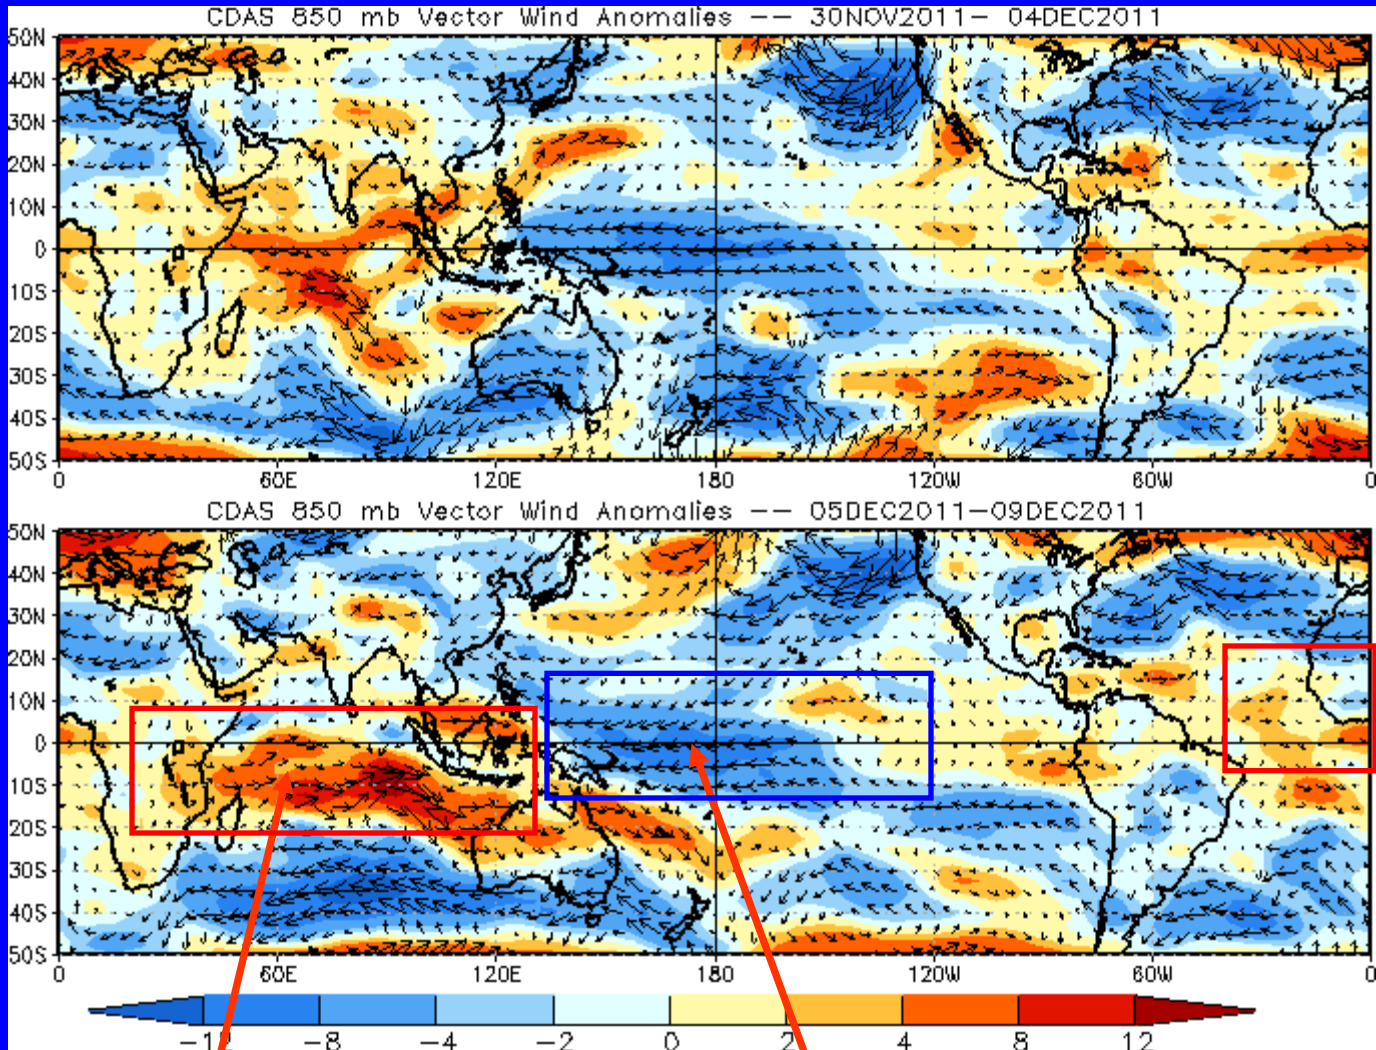 CDAS 850 mb Vector Wind Anomalies -- 30NOV2011- 04DEC2011
50N
40N
30N
20N
10N
0
10S
20S
30S
40S
50S
0 60E 120E 180 120W 60W 0
CDAS 850 mb Vector Wind Anomalies -- 05DEC2011-09DEC2011
50N
40N
30N
20N
10N
0
10S
20S
30S
40S
50S
0 60E 120E 180 120W 60W 0
-12 -8 -4 -2 0 2 4 8 12